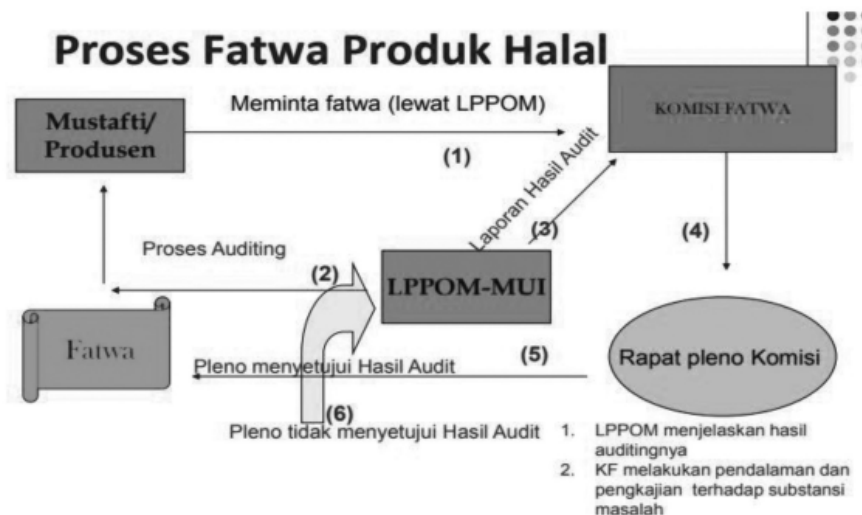 Proses Fatwa Produk Halal
Mustafti/
Produsen
Meminta fatwa (lewat LPPOM)
(1)
KOMISI FATWA
Laporan Hasil Audit
(3)
(4)
Proses Auditing
(2)
LPPOM-MUI
Fatwa
Pleno menyetujui Hasil Audit
(5)
Rapat pleno Komisi
(6)
Pleno tidak menyetujui Hasil Audit
1. LPPOM menjelaskan hasil
auditingnya
2. KF melakukan pendalaman dan
pengkajian terhadap substansi
masalah